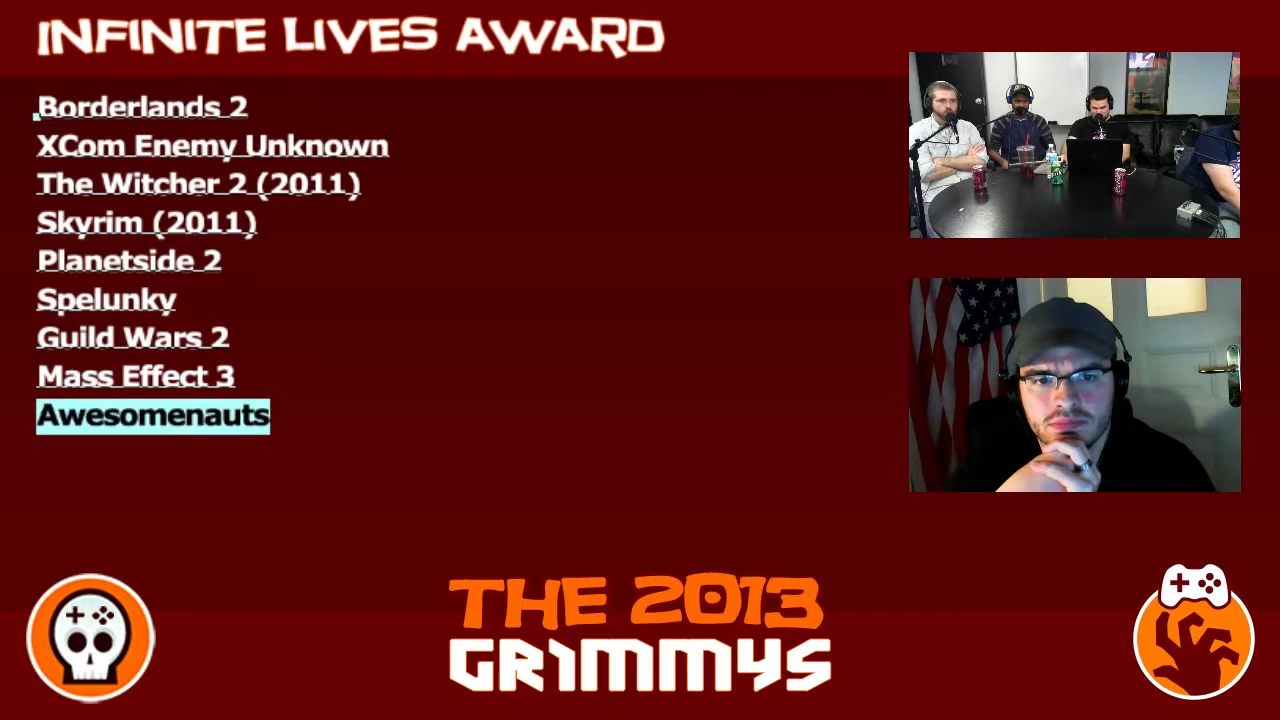 INFINITE LIVES AWARD
Borderlands 2
XCom Enemy Unknown
The Witcher 2 (2011)
Skyrim (2011)
Planetside 2
Spelunky
Guild Wars 2
Mass Effect 3
Awesomenauts
THE 2013
GR1MM4S